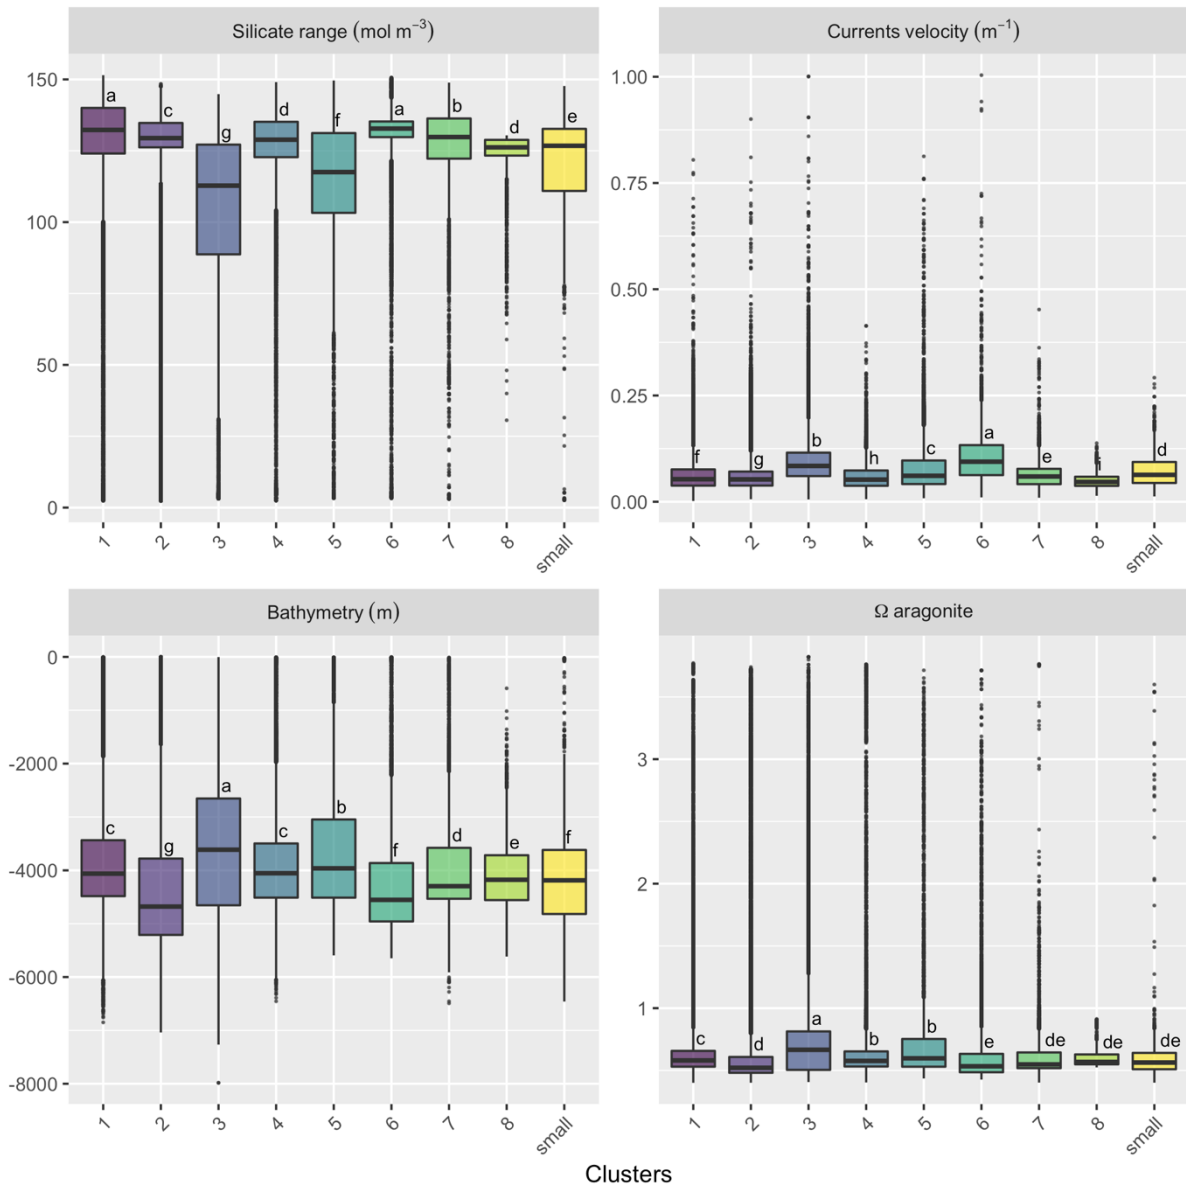 Silicate range (mol m⁻³)
150
100
50
0
a c g d f a b d e
1 2 3 4 5 6 7 8 small
Currents velocity (m⁻¹)
1.00
0.75
0.50
0.25
0.00
f g b h c a e i d
1 2 3 4 5 6 7 8 small
Bathymetry (m)
0
-2000
-4000
-6000
-8000
c g a c b f d e f
1 2 3 4 5 6 7 8 small
Ω aragonite
3
2
1
c d a b b e de de de
1 2 3 4 5 6 7 8 small
Clusters